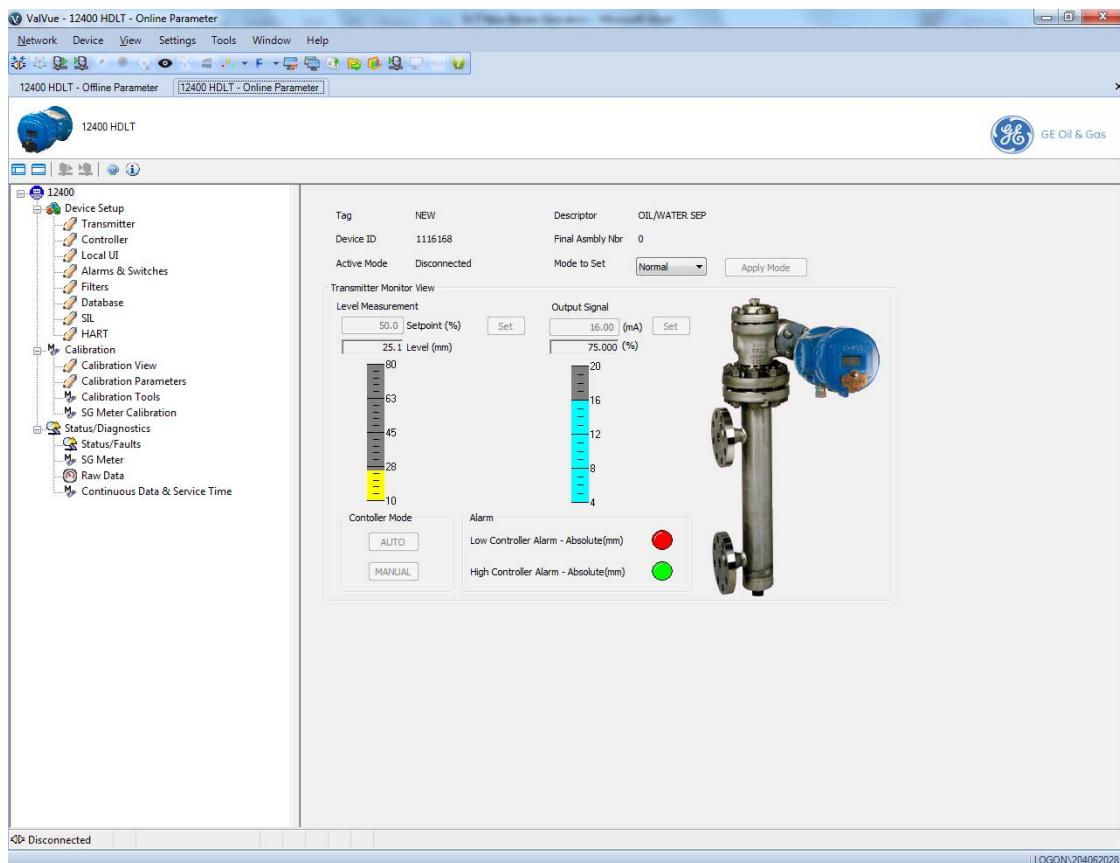 ValVue - 12400 HDLT - Online Parameter
Network Device View Settings Tools Window Help
F
12400 HDLT - Offline Parameter 12400 HDLT - Online Parameter
12400 HDLT
GE Oil & Gas
12400
Device Setup
Transmitter
Controller
Local UI
Alarms & Switches
Filters
Database
SIL
HART
Calibration
Calibration View
Calibration Parameters
Calibration Tools
SG Meter Calibration
Status/Diagnostics
Status/Faults
SG Meter
Raw Data
Continuous Data & Service Time
Tag NEW Descriptor OIL/WATER SEP
Device ID 1116168 Final Asmbly Nbr 0
Active Mode Disconnected Mode to Set Normal Apply Mode
Transmitter Monitor View
Level Measurement Output Signal
50.0 Setpoint (%) Set 16.00 (mA) Set
25.1 Level (mm) 75.000 (%)
80 20
63 16
45 12
28 8
10 4
Contoller Mode Alarm
AUTO Low Controller Alarm - Absolute(mm)
MANUAL High Controller Alarm - Absolute(mm)
Disconnected
LOGON\204062020